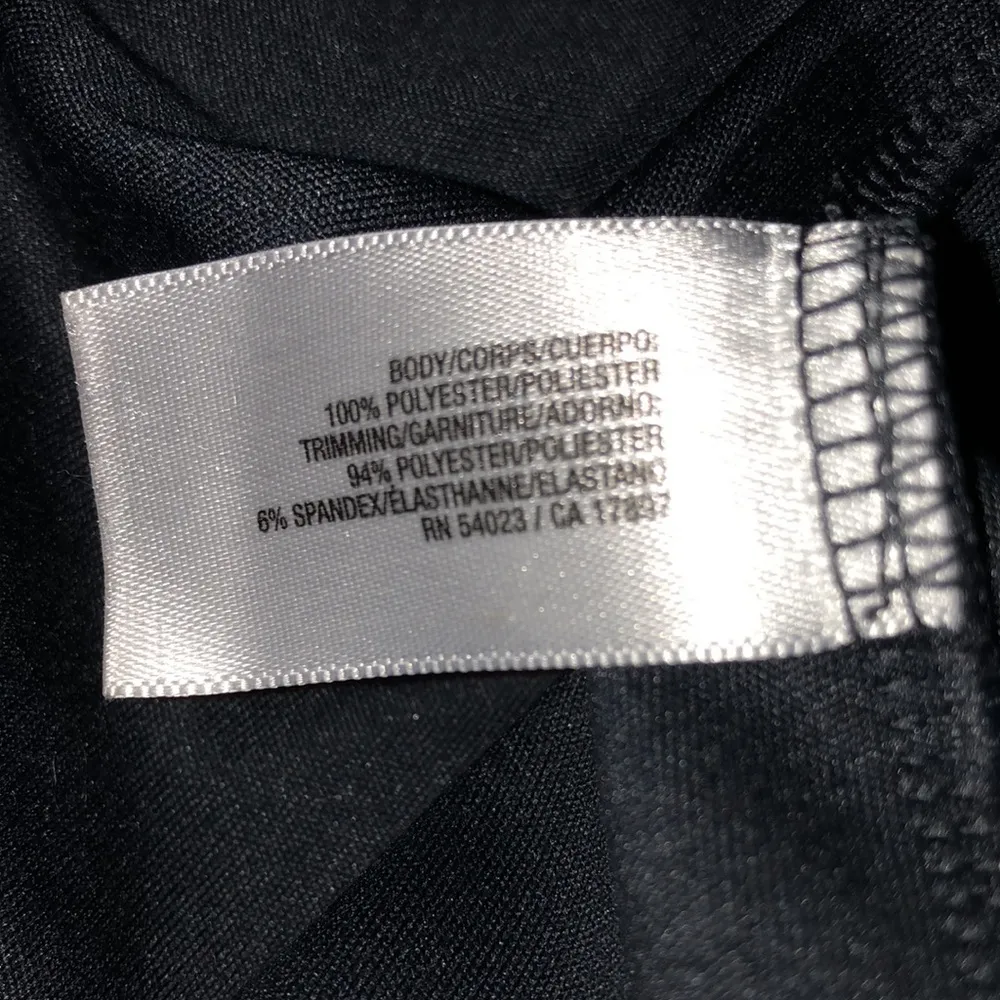 BODY/CORPS/CUERPO:
100% POLYESTER/POLIESTER
TRIMMING/GARNITURE/ADORNO:
94% POLYESTER/POLIESTER
6% SPANDEX/ÉLASTHANNE/ELASTANO
RN 54023 / CA 17897